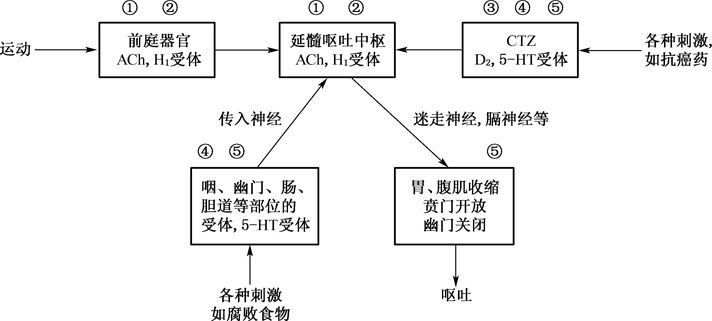 ① ②
① ②
③ ④ ⑤
运动
前庭器官
ACh, H₁受体
延髓呕吐中枢
ACh, H₁受体
CTZ
D₂, 5-HT受体
各种刺激,
如抗癌药
传入神经
迷走神经, 膈神经等
④ ⑤
⑤
咽、幽门、肠、
胆道等部位的
受体, 5-HT受体
胃、腹肌收缩
贲门开放
幽门关闭
各种刺激
如腐败食物
呕吐